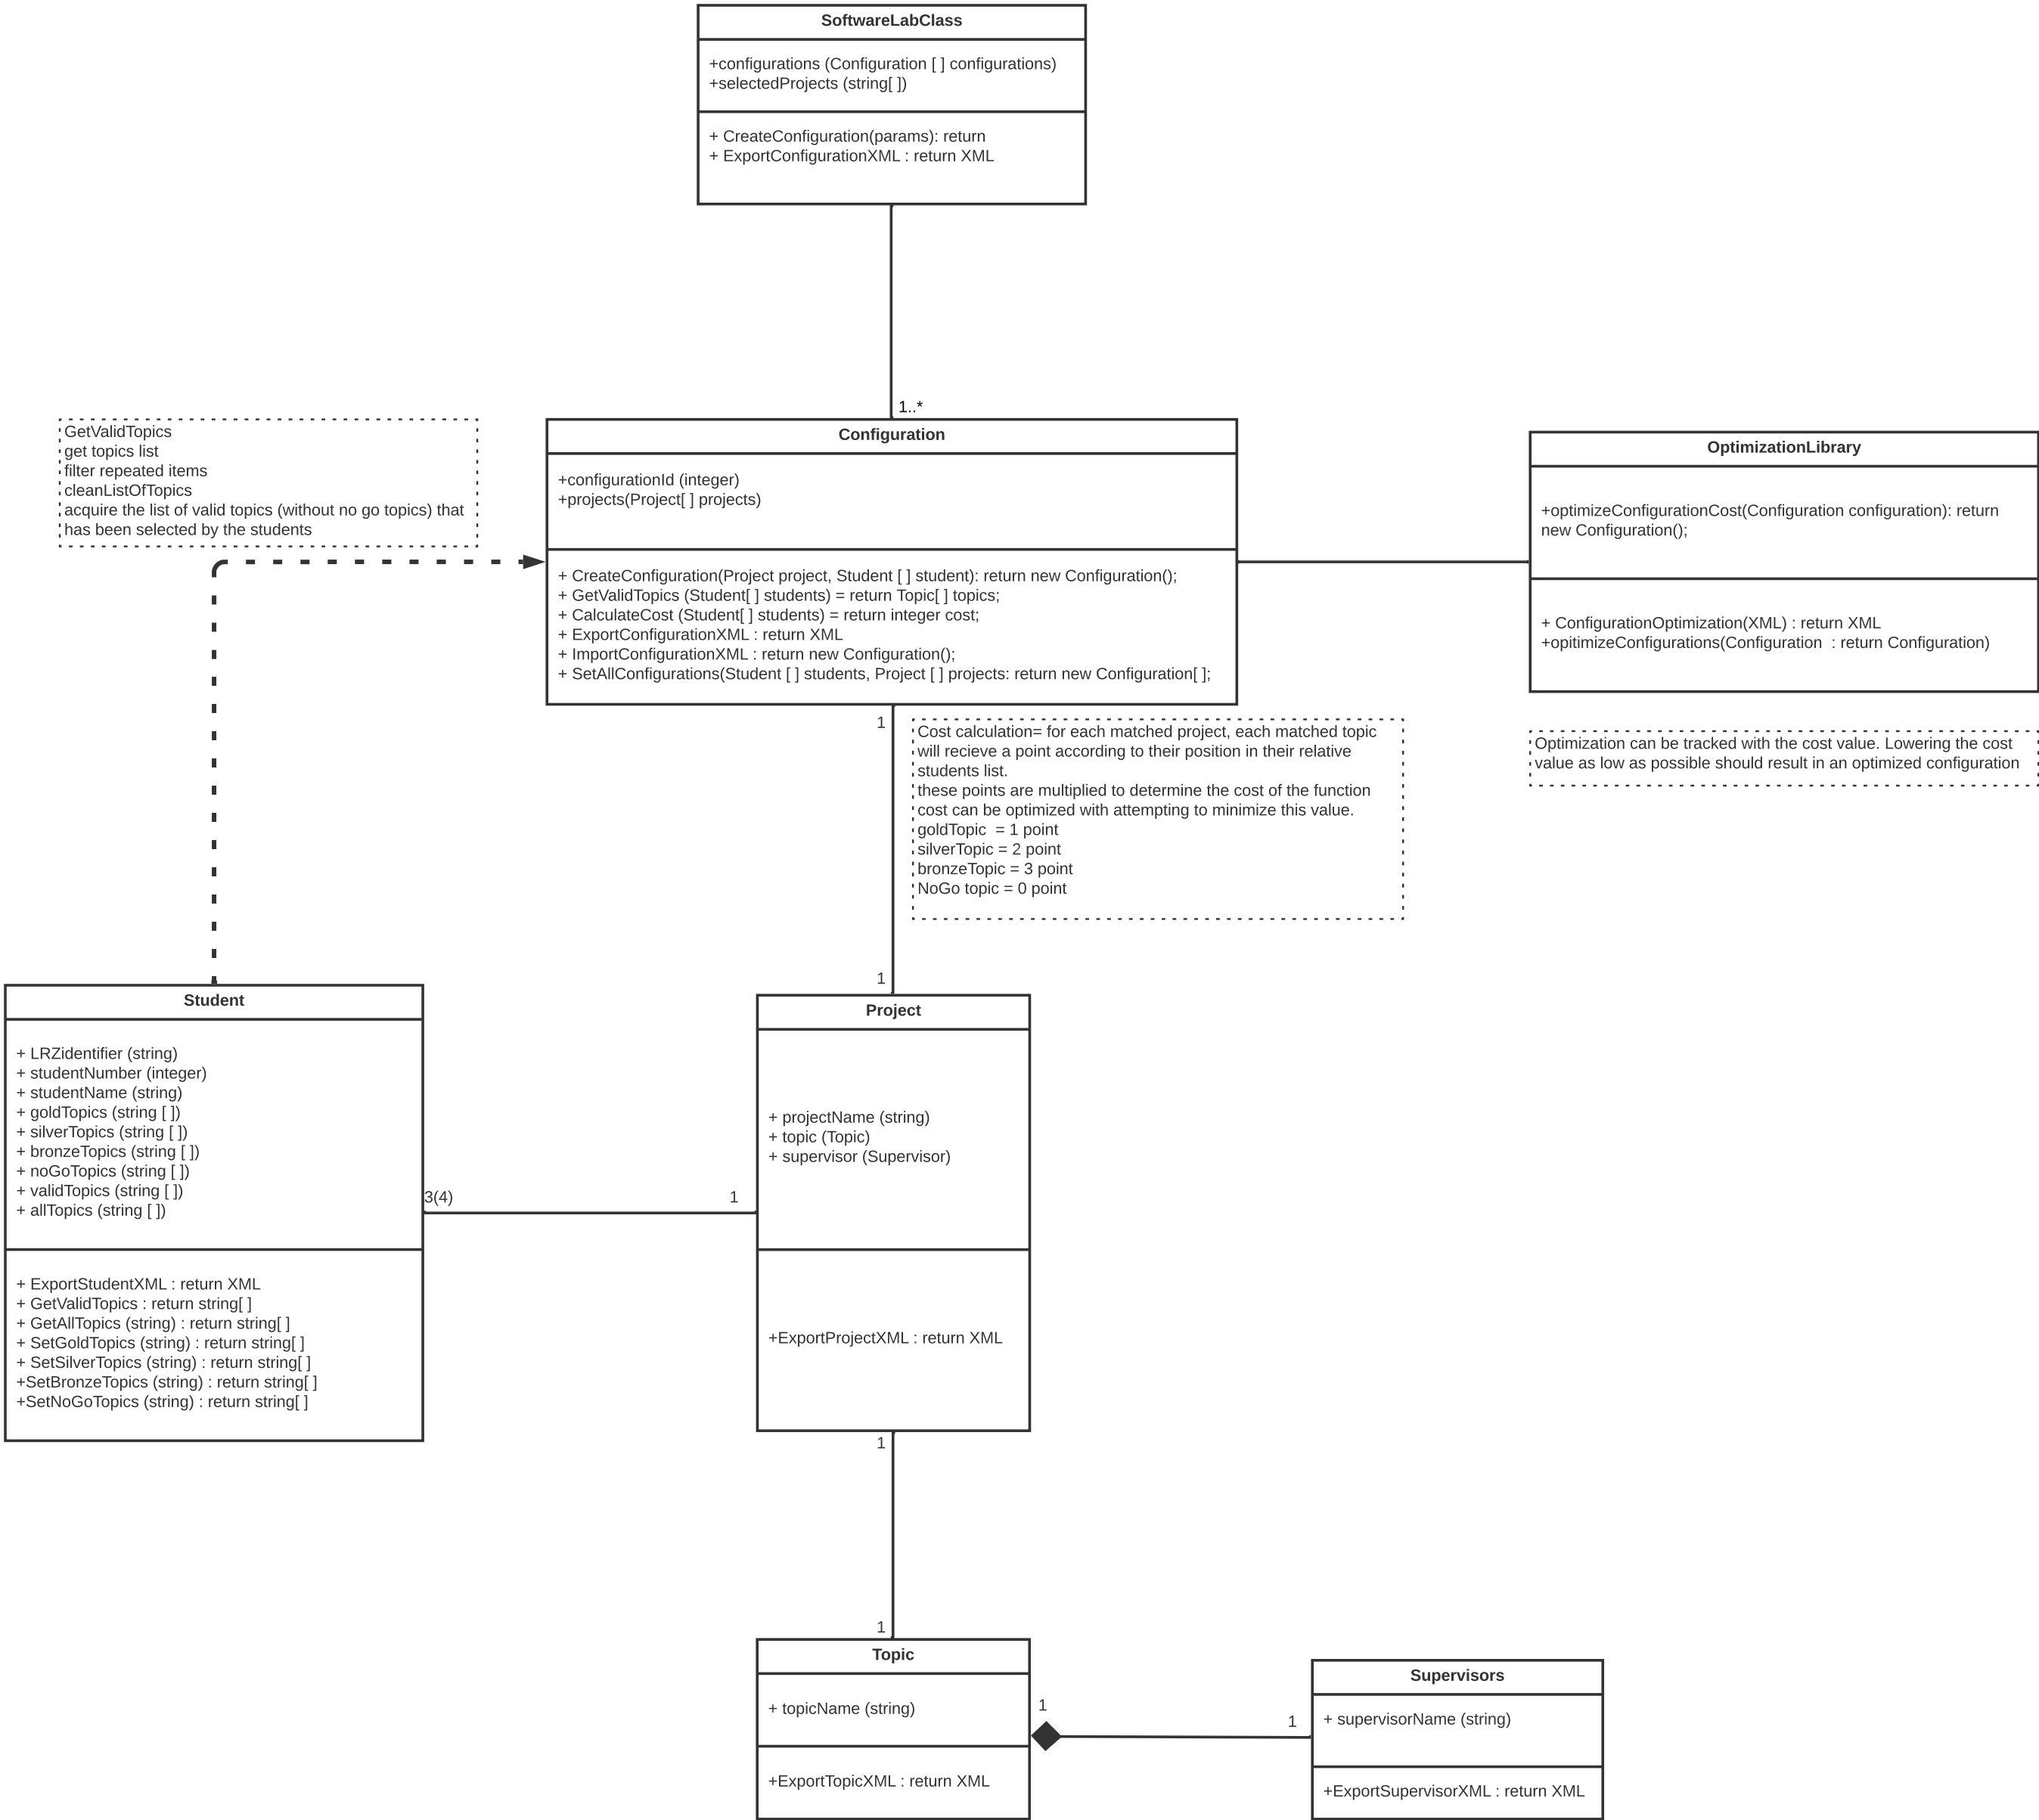 SoftwareLabClass
+configurations (Configuration [ ] configurations)
+selectedProjects (string[ ])
+ CreateConfiguration(params): return
+ ExportConfigurationXML : return XML
1..*
GetValidTopics
get topics list
filter repeated items
cleanListOfTopics
acquire the list of valid topics (without no go topics) that
has been selected by the students
Configuration
+configurationId (integer)
+projects(Project[ ] projects)
+ CreateConfiguration(Project project, Student [ ] student): return new Configuration();
+ GetValidTopics (Student[ ] students) = return Topic[ ] topics;
+ CalculateCost (Student[ ] students) = return integer cost;
+ ExportConfigurationXML : return XML
+ ImportConfigurationXML : return new Configuration();
+ SetAllConfigurations(Student [ ] students, Project [ ] projects: return new Configuration[ ];
OptimizationLibrary
+optimizeConfigurationCost(Configuration configuration): return
new Configuration();
+ ConfigurationOptimization(XML) : return XML
+opitimizeConfigurations(Configuration  : return Configuration)
1
Cost calculation= for each matched project, each matched topic
will recieve a point according to their position in their relative
students list.
these points are multiplied to determine the cost of the function
cost can be optimized with attempting to minimize this value.
goldTopic  = 1 point
silverTopic = 2 point
bronzeTopic = 3 point
NoGo topic = 0 point
Optimization can be tracked with the cost value. Lowering the cost
value as low as possible should result in an optimized configuration
1
Student
+ LRZidentifier (string)
+ studentNumber (integer)
+ studentName (string)
+ goldTopics (string [ ])
+ silverTopics (string [ ])
+ bronzeTopics (string [ ])
+ noGoTopics (string [ ])
+ validTopics (string [ ])
+ allTopics (string [ ])
+ ExportStudentXML : return XML
+ GetValidTopics : return string[ ]
+ GetAllTopics (string) : return string[ ]
+ SetGoldTopics (string) : return string[ ]
+ SetSilverTopics (string) : return string[ ]
+SetBronzeTopics (string) : return string[ ]
+SetNoGoTopics (string) : return string[ ]
3(4)
1
Project
+ projectName (string)
+ topic (Topic)
+ supervisor (Supervisor)
+ExportProjectXML : return XML
1
1
Topic
+ topicName (string)
+ExportTopicXML : return XML
1
1
Supervisors
+ supervisorName (string)
+ExportSupervisorXML : return XML